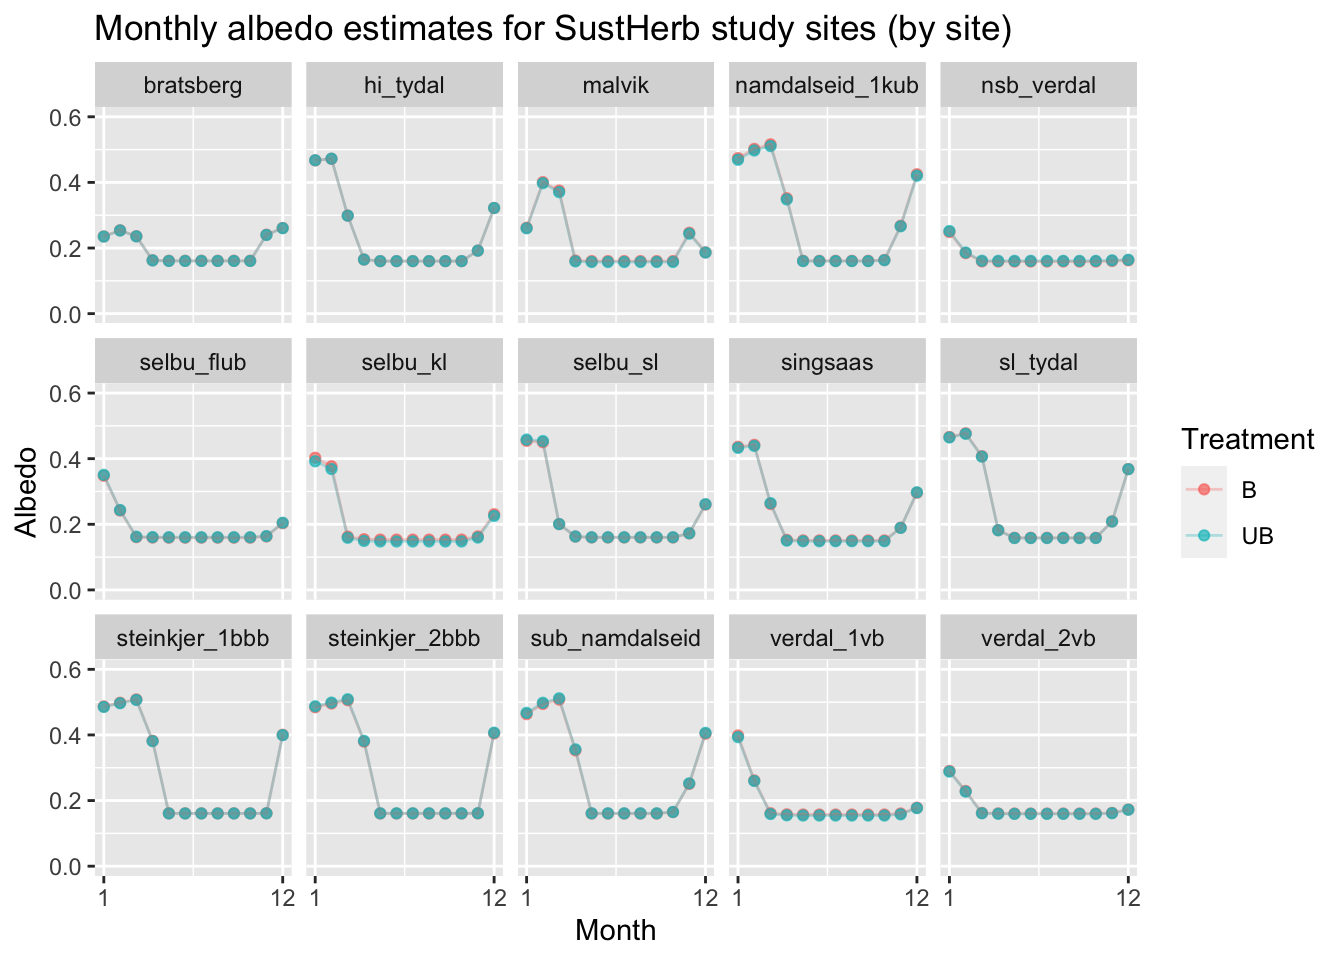 Monthly albedo estimates for SustHerb study sites (by site)
bratsberg hi_tydal malvik namdalseid_1kub nsb_verdal
0.6
0.4
0.2
0.0
selbu_flub selbu_kl selbu_sl singsaas sl_tydal
0.6
0.4
0.2
0.0
Albedo
Treatment
B
UB
steinkjer_1bbb steinkjer_2bbb sub_namdalseid verdal_1vb verdal_2vb
0.6
0.4
0.2
0.0
1 12 1 12 1 12 1 12 1 12
Month